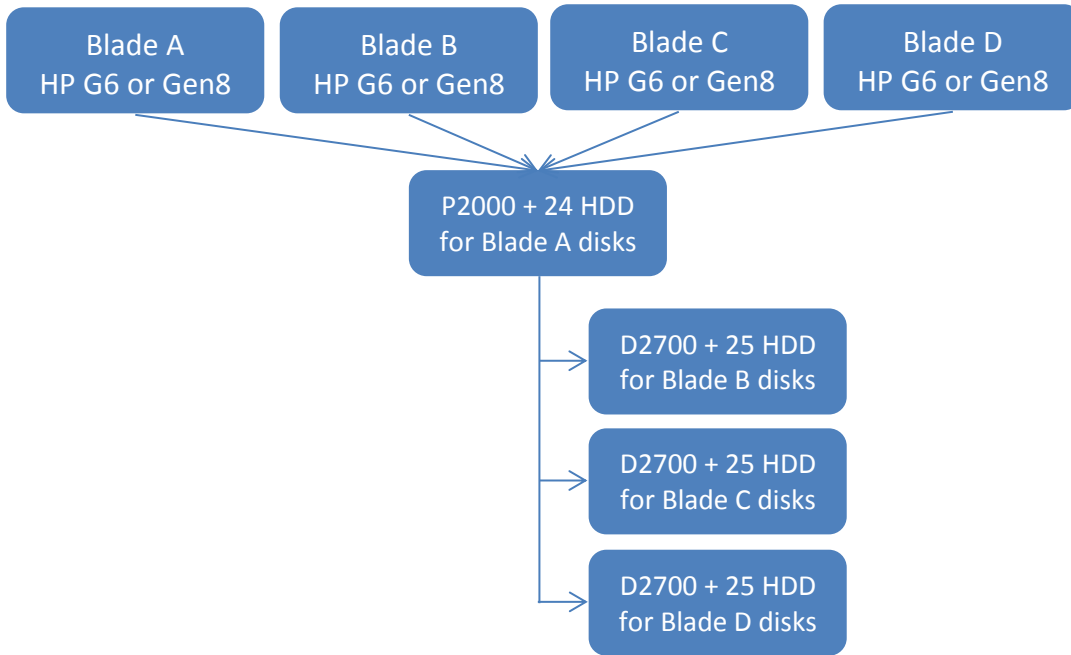 Blade A
HP G6 or Gen8
Blade B
HP G6 or Gen8
Blade C
HP G6 or Gen8
Blade D
HP G6 or Gen8
P2000 + 24 HDD
for Blade A disks
D2700 + 25 HDD
for Blade B disks
D2700 + 25 HDD
for Blade C disks
D2700 + 25 HDD
for Blade D disks